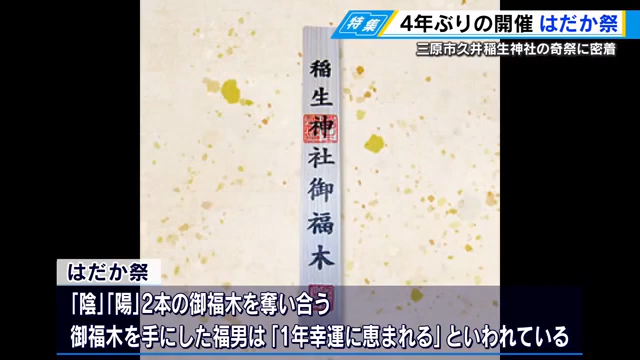 特集
4年ぶりの開催 はだか祭
三原市久井稲生神社の奇祭に密着
稲生神社御福木
はだか祭
「陰」「陽」2本の御福木を奪い合う
御福木を手にした福男は「1年幸運に恵まれる」といわれている